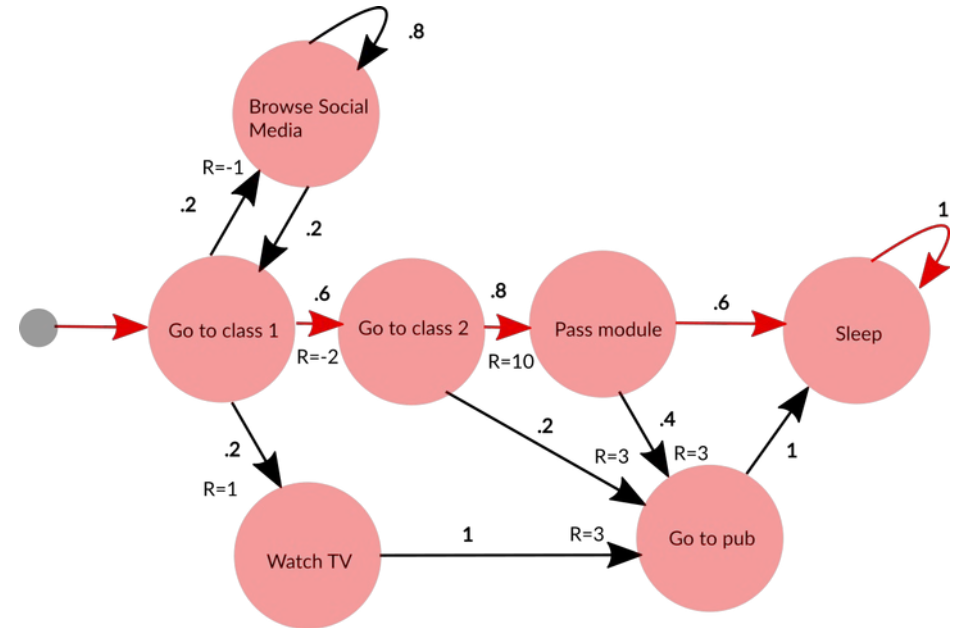 .8
Browse Social
Media
R=-1
.2
.2
1
.6
.8
.6
Go to class 1
Go to class 2
Pass module
Sleep
R=-2
R=10
.2
.4
.2
R=3
R=3
1
R=1
1
R=3
Go to pub
Watch TV